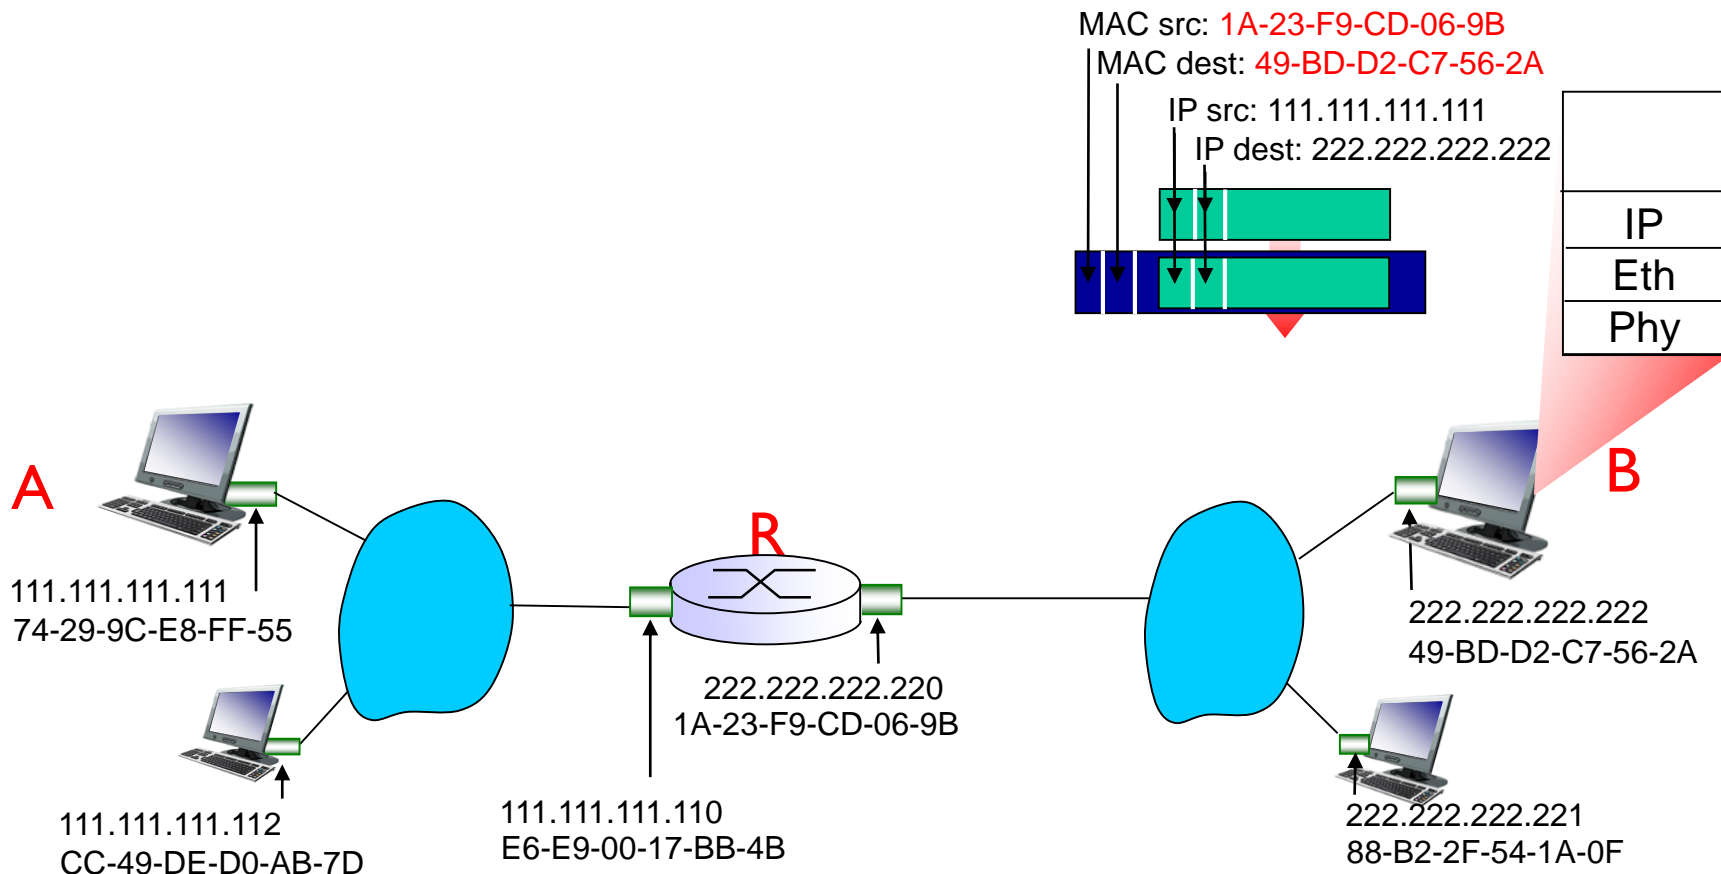 MAC src: 1A-23-F9-CD-06-9B
MAC dest: 49-BD-D2-C7-56-2A
IP src: 111.111.111.111
IP dest: 222.222.222.222
IP
Eth
Phy
A
R
B
111.111.111.111
74-29-9C-E8-FF-55
222.222.222.222
49-BD-D2-C7-56-2A
222.222.222.220
1A-23-F9-CD-06-9B
111.111.111.112
CC-49-DE-D0-AB-7D
111.111.111.110
E6-E9-00-17-BB-4B
222.222.222.221
88-B2-2F-54-1A-0F